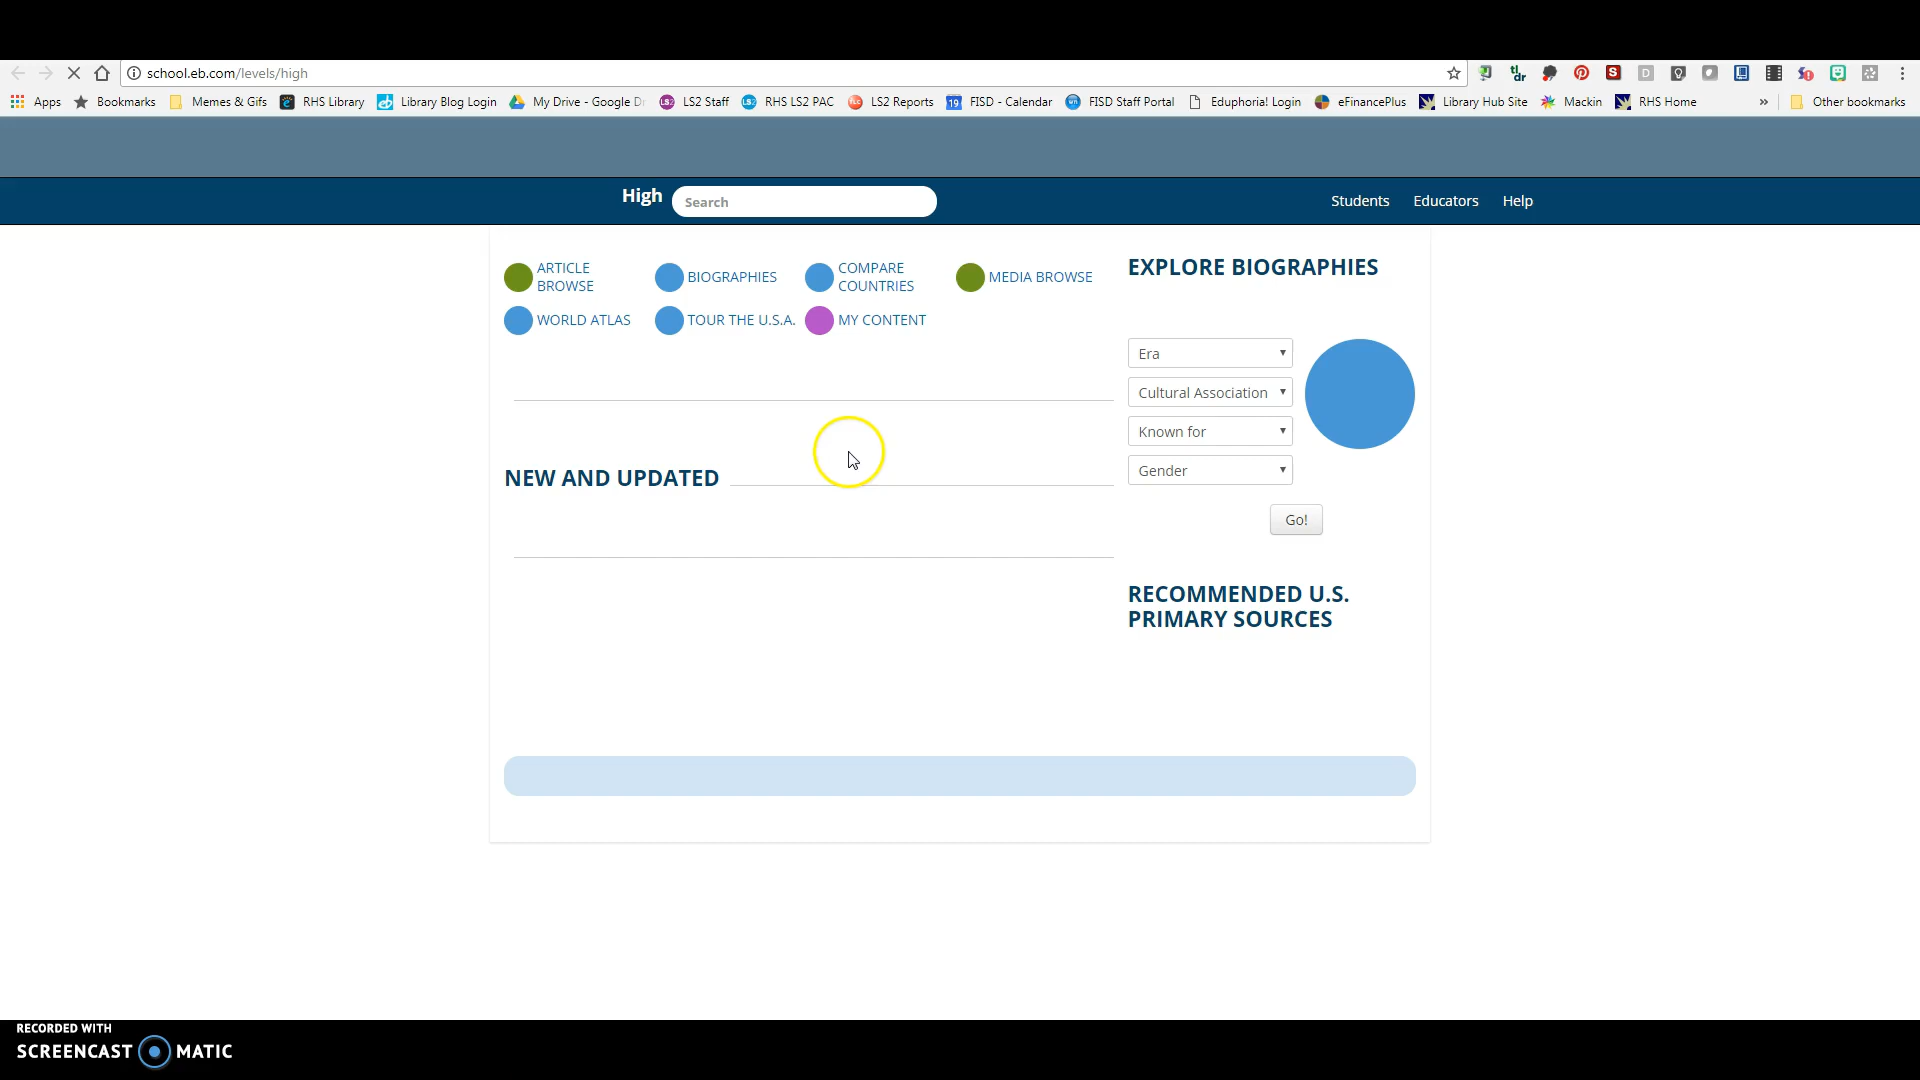 school.eb.com/levels/high
tl;dr
S
D
Apps
Bookmarks
Memes & Gifs
RHS Library
Library Blog Login
My Drive - Google D
LS2 Staff
RHS LS2 PAC
LS2 Reports
19
FISD - Calendar
FISD Staff Portal
Eduphoria! Login
eFinancePlus
Library Hub Site
Mackin
RHS Home
»
Other bookmarks
High
Search
Students
Educators
Help
ARTICLE
BROWSE
BIOGRAPHIES
COMPARE
COUNTRIES
MEDIA BROWSE
WORLD ATLAS
TOUR THE U.S.A.
MY CONTENT
EXPLORE BIOGRAPHIES
Era
Cultural Association
Known for
Gender
Go!
NEW AND UPDATED
RECOMMENDED U.S.
PRIMARY SOURCES
RECORDED WITH
SCREENCAST MATIC